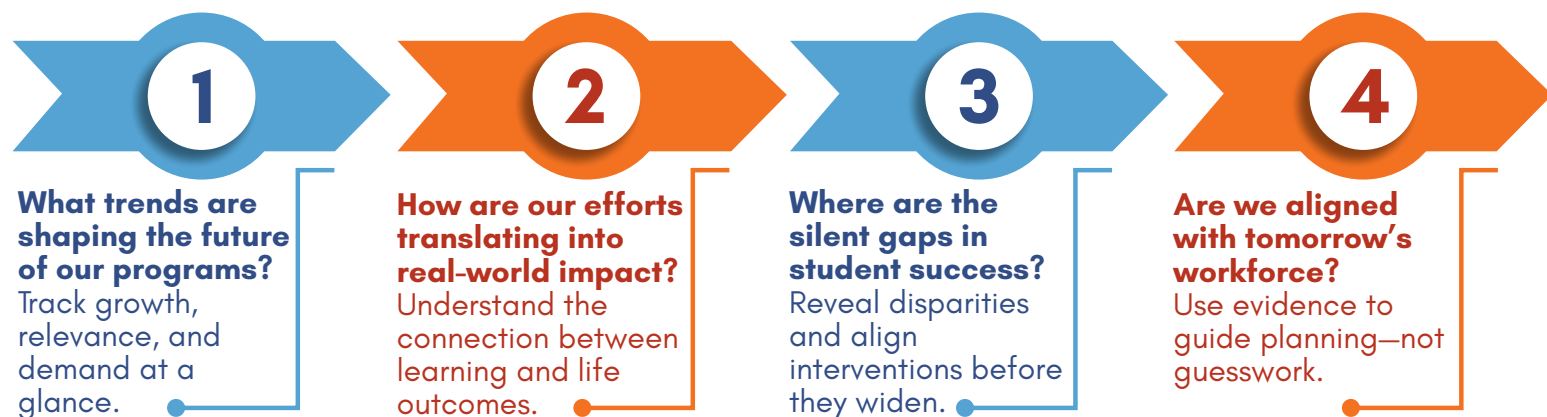 1
What trends are
shaping the future
of our programs?
Track growth,
relevance, and
demand at a
glance.
2
How are our efforts
translating into
real-world impact?
Understand the
connection between
learning and life
outcomes.
3
Where are the
silent gaps in
student success?
Reveal disparities
and align
interventions before
they widen.
4
Are we aligned
with tomorrow’s
workforce?
Use evidence to
guide planning—not
guesswork.